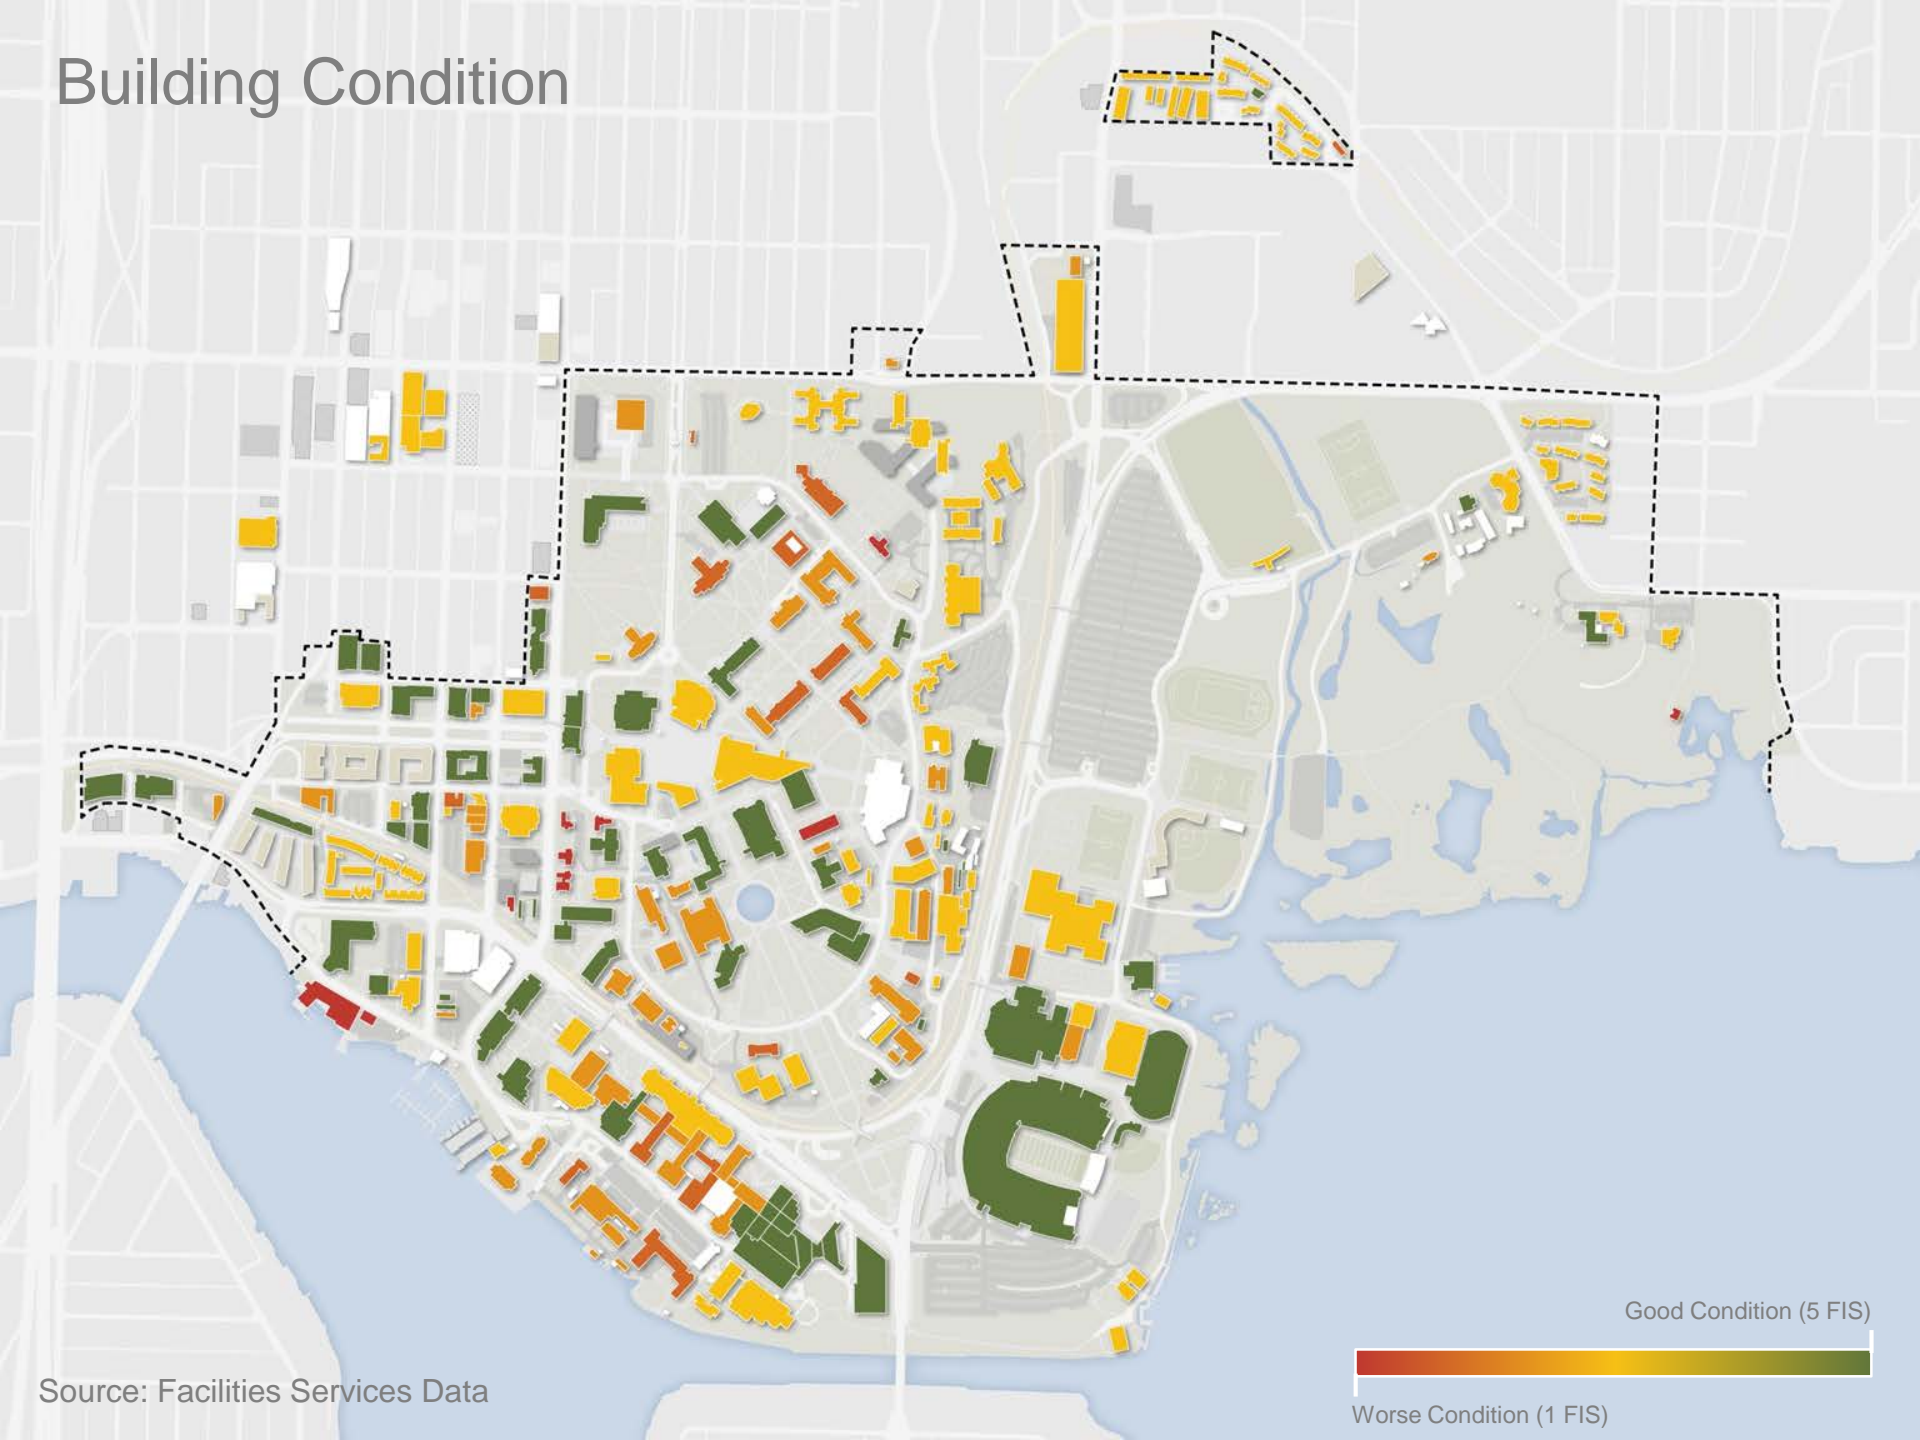 Building Condition
Good Condition (5 FIS)
Worse Condition (1 FIS)
Source: Facilities Services Data